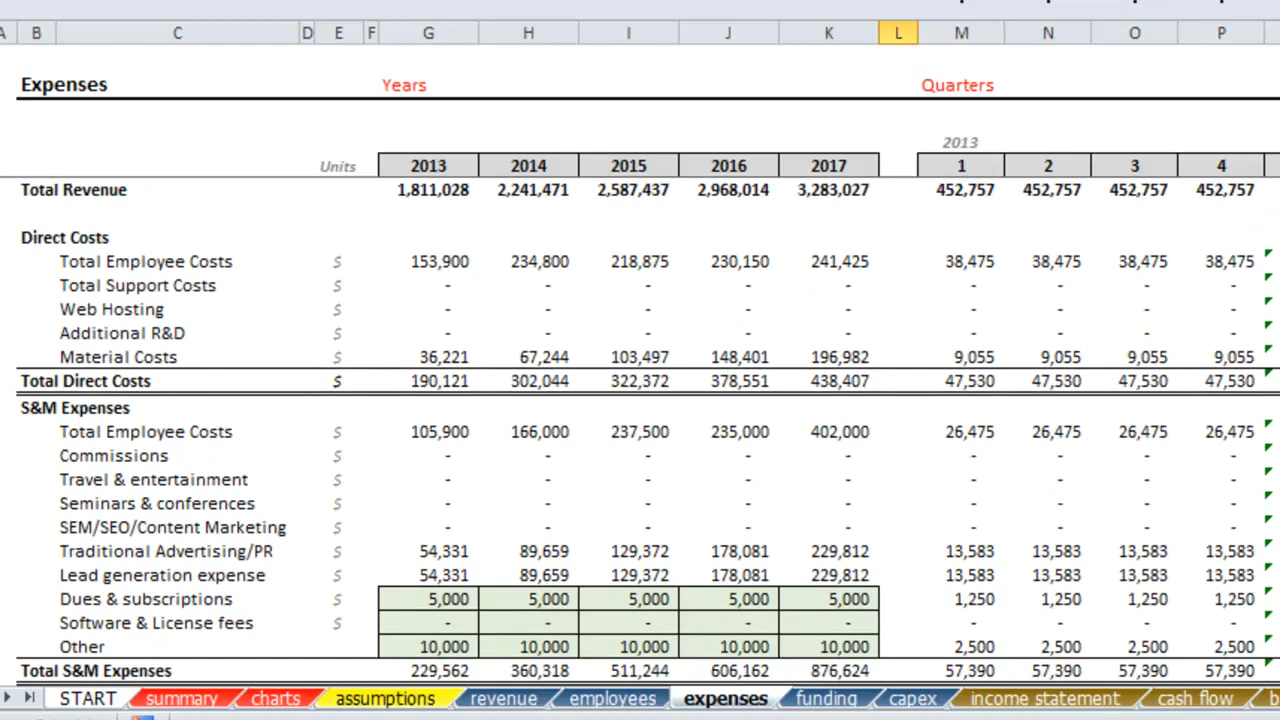 A B C D E F G H I J K L M N O P
Expenses Years Quarters
2013
Units 2013 2014 2015 2016 2017 1 2 3 4
Total Revenue 1,811,028 2,241,471 2,587,437 2,968,014 3,283,027 452,757 452,757 452,757 452,757
Direct Costs
Total Employee Costs $ 153,900 234,800 218,875 230,150 241,425 38,475 38,475 38,475 38,475
Total Support Costs $ - - - - - - - - -
Web Hosting $ - - - - - - - - -
Additional R&D $ - - - - - - - - -
Material Costs $ 36,221 67,244 103,497 148,401 196,982 9,055 9,055 9,055 9,055
Total Direct Costs $ 190,121 302,044 322,372 378,551 438,407 47,530 47,530 47,530 47,530
S&M Expenses
Total Employee Costs $ 105,900 166,000 237,500 235,000 402,000 26,475 26,475 26,475 26,475
Commissions $ - - - - - - - - -
Travel & entertainment $ - - - - - - - - -
Seminars & conferences $ - - - - - - - - -
SEM/SEO/Content Marketing $ - - - - - - - - -
Traditional Advertising/PR $ 54,331 89,659 129,372 178,081 229,812 13,583 13,583 13,583 13,583
Lead generation expense $ 54,331 89,659 129,372 178,081 229,812 13,583 13,583 13,583 13,583
Dues & subscriptions $ 5,000 5,000 5,000 5,000 5,000 1,250 1,250 1,250 1,250
Software & License fees $ - - - - - - - - -
Other 10,000 10,000 10,000 10,000 10,000 2,500 2,500 2,500 2,500
Total S&M Expenses 229,562 360,318 511,244 606,162 876,624 57,390 57,390 57,390 57,390
START summary charts assumptions revenue employees expenses funding capex income statement cash flow b